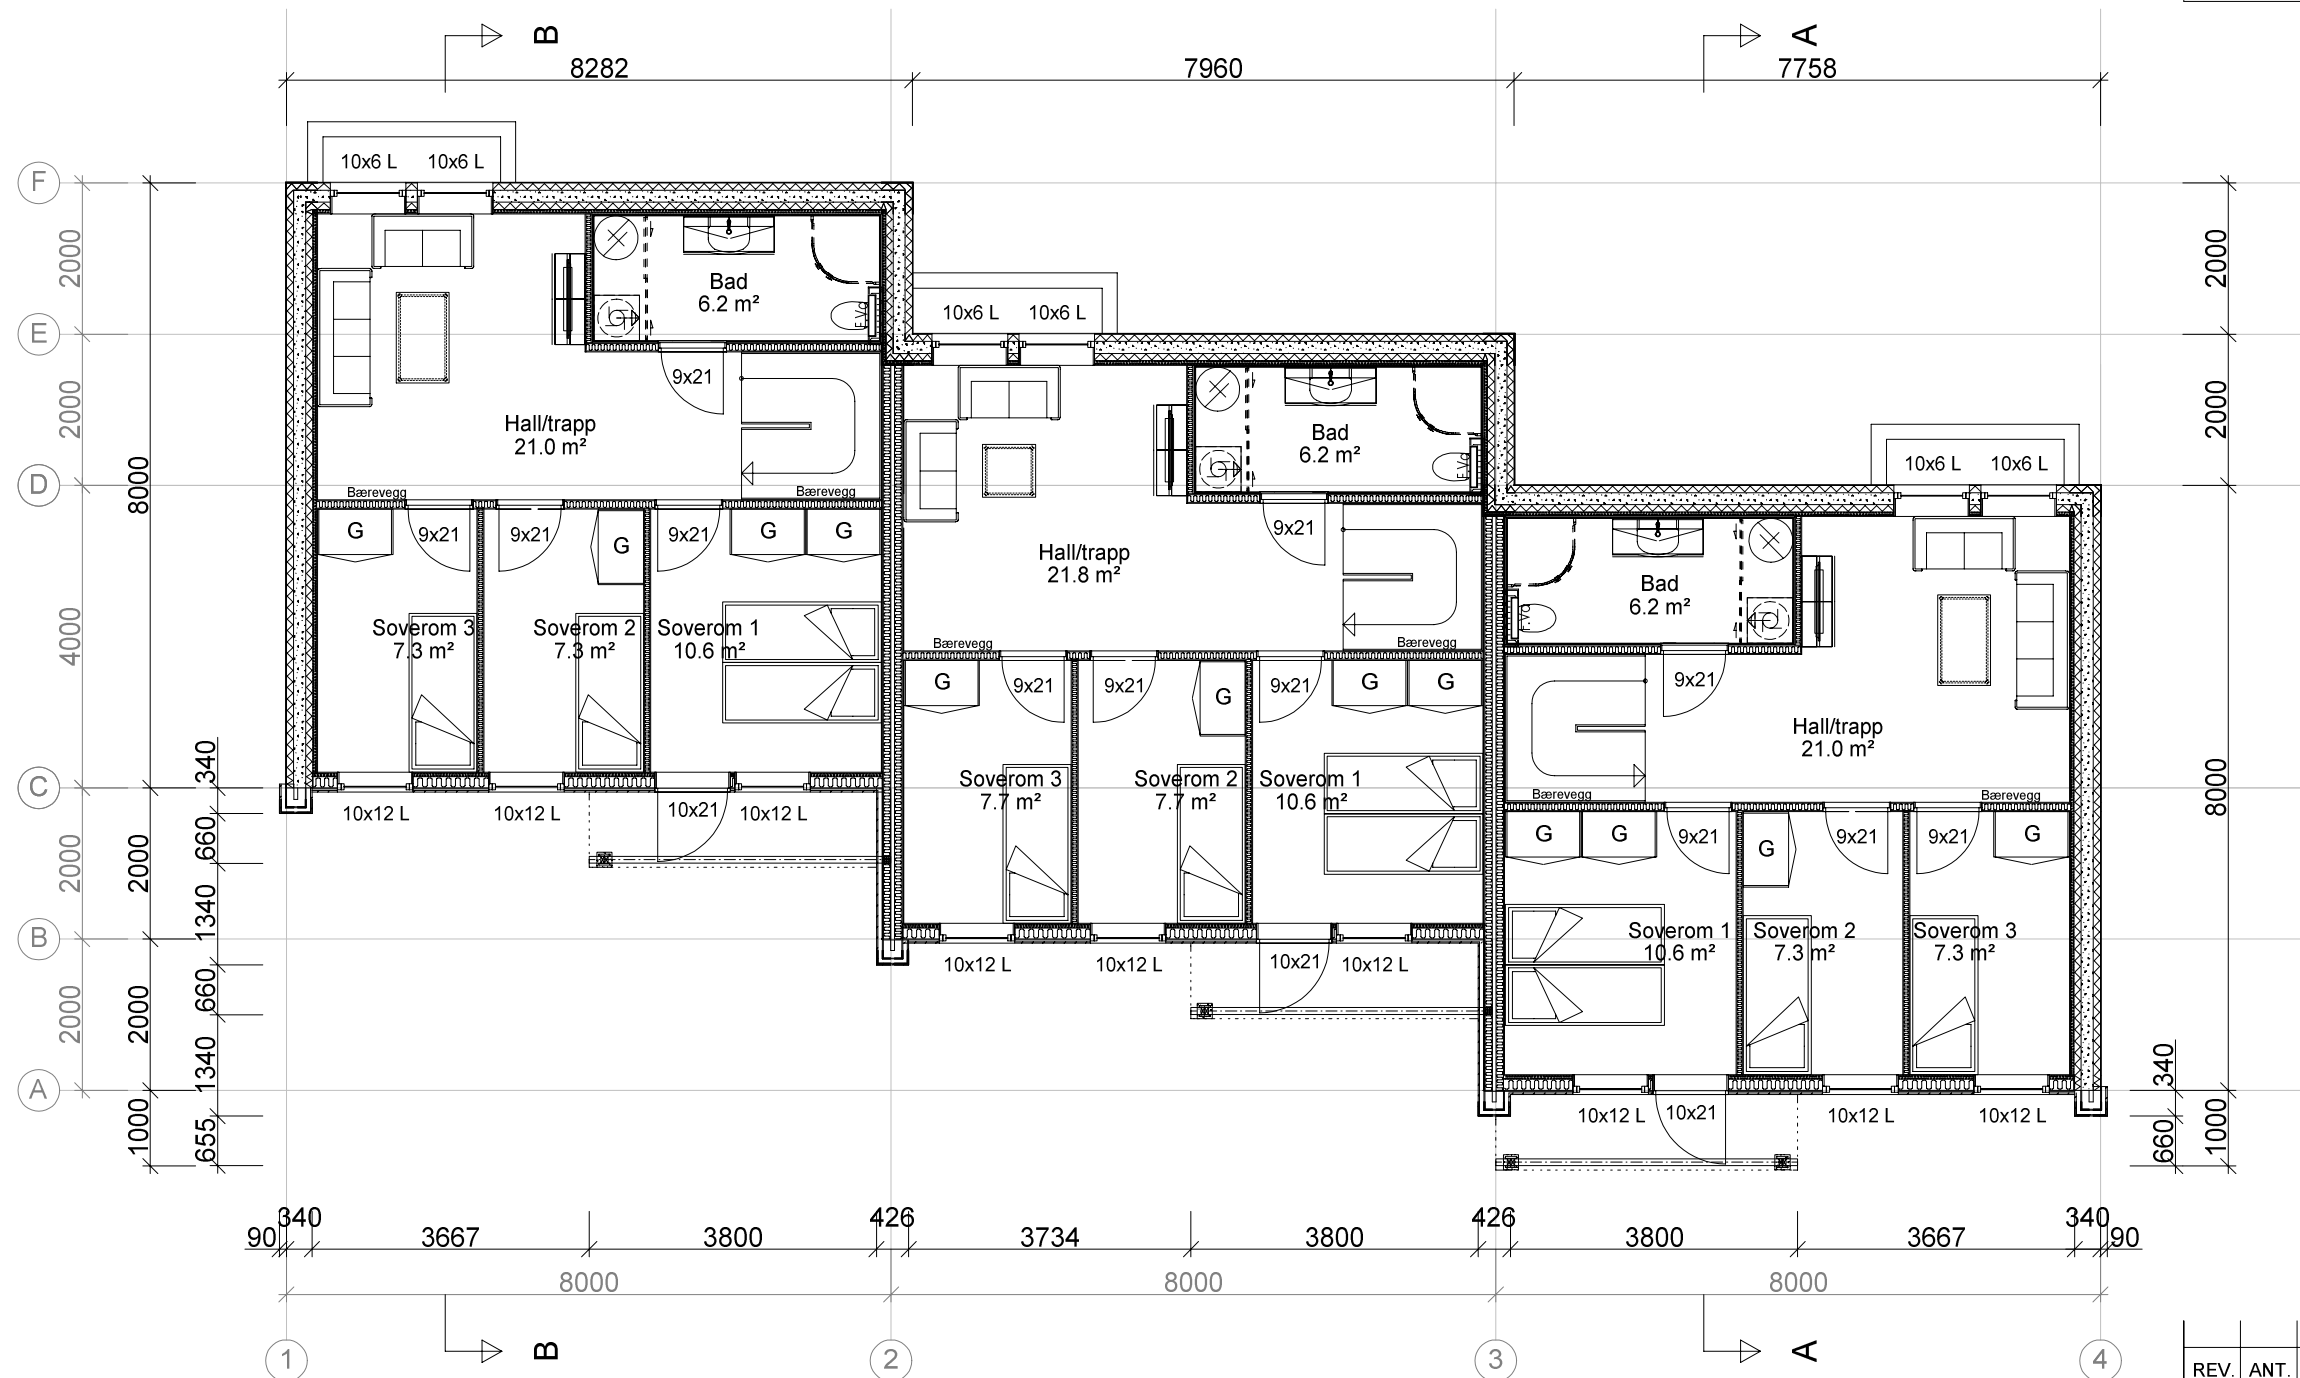 B
A
8282
7960
7758
F
E
D
C
B
A
2000
2000
4000
2000
2000
8000
2000
2000
1000
340
660
1340
660
1340
655
10x6 L
10x6 L
Bad
6.2 m²
9x21
Hall/trapp
21.0 m²
Bærevegg
Bærevegg
G
9x21
9x21
G
9x21
G
G
Soverom 3
7.3 m²
Soverom 2
7.3 m²
Soverom 1
10.6 m²
10x12 L
10x12 L
10x21
10x12 L
10x6 L
10x6 L
Bad
6.2 m²
9x21
Hall/trapp
21.8 m²
Bærevegg
Bærevegg
G
9x21
9x21
G
9x21
G
G
Soverom 3
7.7 m²
Soverom 2
7.7 m²
Soverom 1
10.6 m²
10x12 L
10x12 L
10x21
10x12 L
10x6 L
10x6 L
Bad
6.2 m²
9x21
Hall/trapp
21.0 m²
Bærevegg
Bærevegg
G
G
9x21
G
9x21
9x21
G
Soverom 1
10.6 m²
Soverom 2
7.3 m²
Soverom 3
7.3 m²
10x12 L
10x21
10x12 L
10x12 L
2000
2000
8000
1000
340
660
90
340
3667
3800
426
3734
3800
426
3800
3667
340
90
8000
8000
8000
B
A
1
2
3
4
REV. ANT.